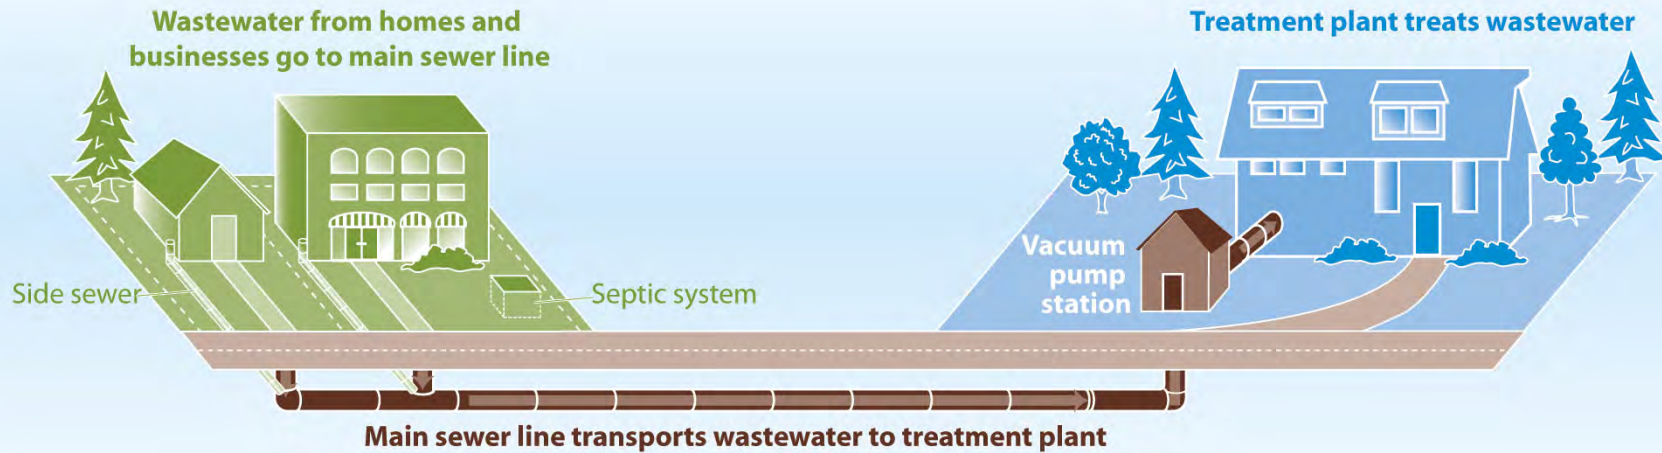 Wastewater from homes and
businesses go to main sewer line
Treatment plant treats wastewater
Side sewer
Septic system
Vacuum
pump
station
Main sewer line transports wastewater to treatment plant